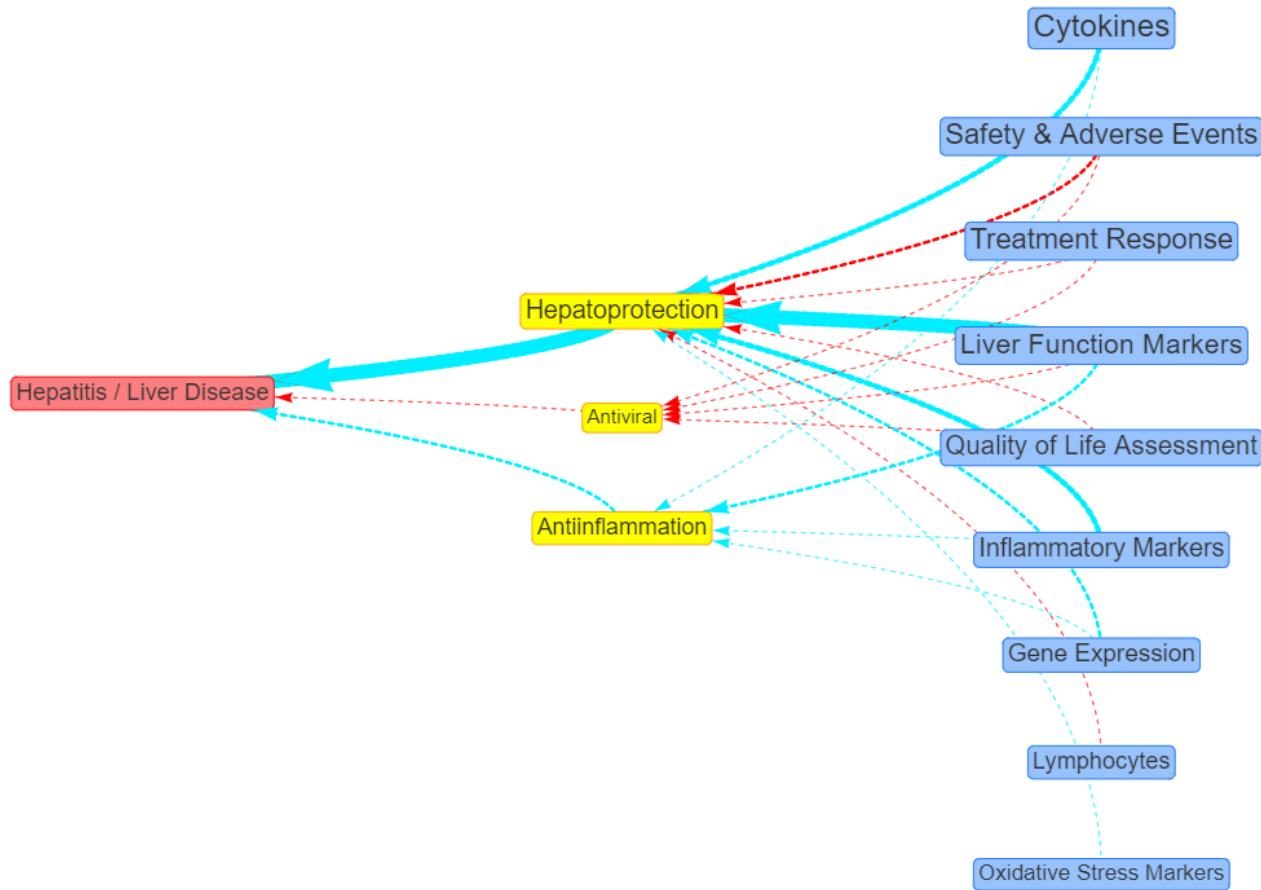 Cytokines
Safety & Adverse Events
Treatment Response
Hepatoprotection
Liver Function Markers
Hepatitis / Liver Disease
Antiviral
Quality of Life Assessment
Antiinflammation
Inflammatory Markers
Gene Expression
Lymphocytes
Oxidative Stress Markers